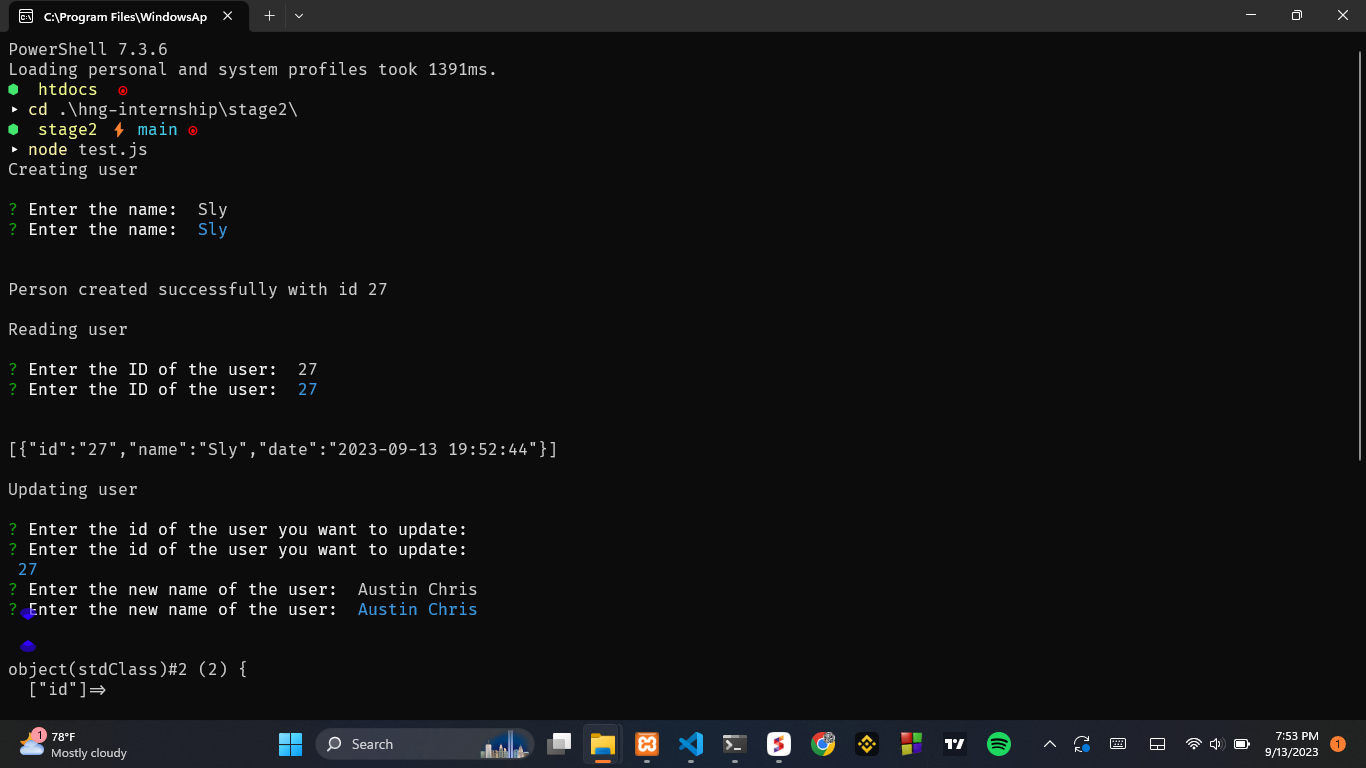 C:\Program Files\WindowsAp
PowerShell 7.3.6
Loading personal and system profiles took 1391ms.
htdocs
cd .\hng-internship\stage2\
stage2 main
node test.js
Creating user
? Enter the name: Sly
? Enter the name: Sly
Person created successfully with id 27
Reading user
? Enter the ID of the user: 27
? Enter the ID of the user: 27
[{"id":"27","name":"Sly","date":"2023-09-13 19:52:44"}]
Updating user
? Enter the id of the user you want to update:
? Enter the id of the user you want to update:
27
? Enter the new name of the user: Austin Chris
? Enter the new name of the user: Austin Chris
object(stdClass)#2 (2) {
["id"]=>
1
78°F
Mostly cloudy
Search
7:53 PM
9/13/2023
1